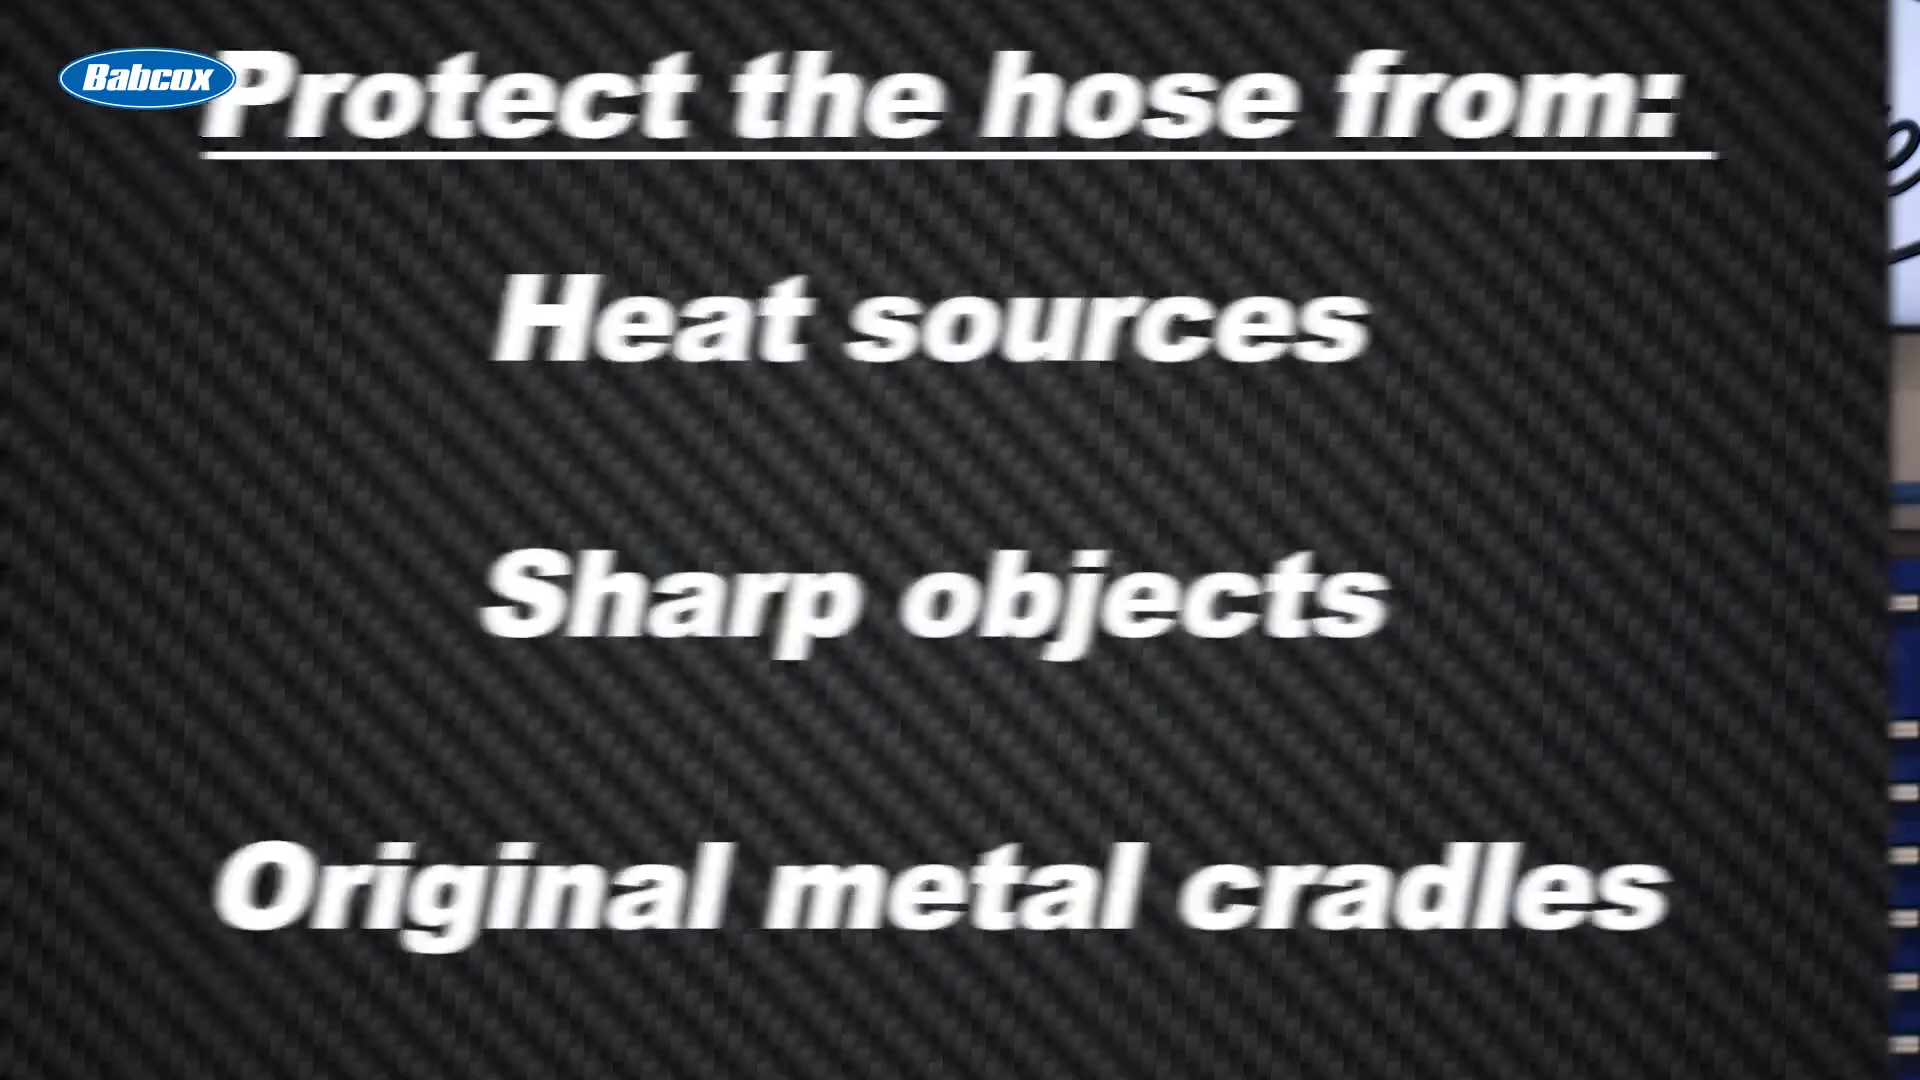 Babcox
Protect the hose from:
Heat sources
Sharp objects
Original metal cradles